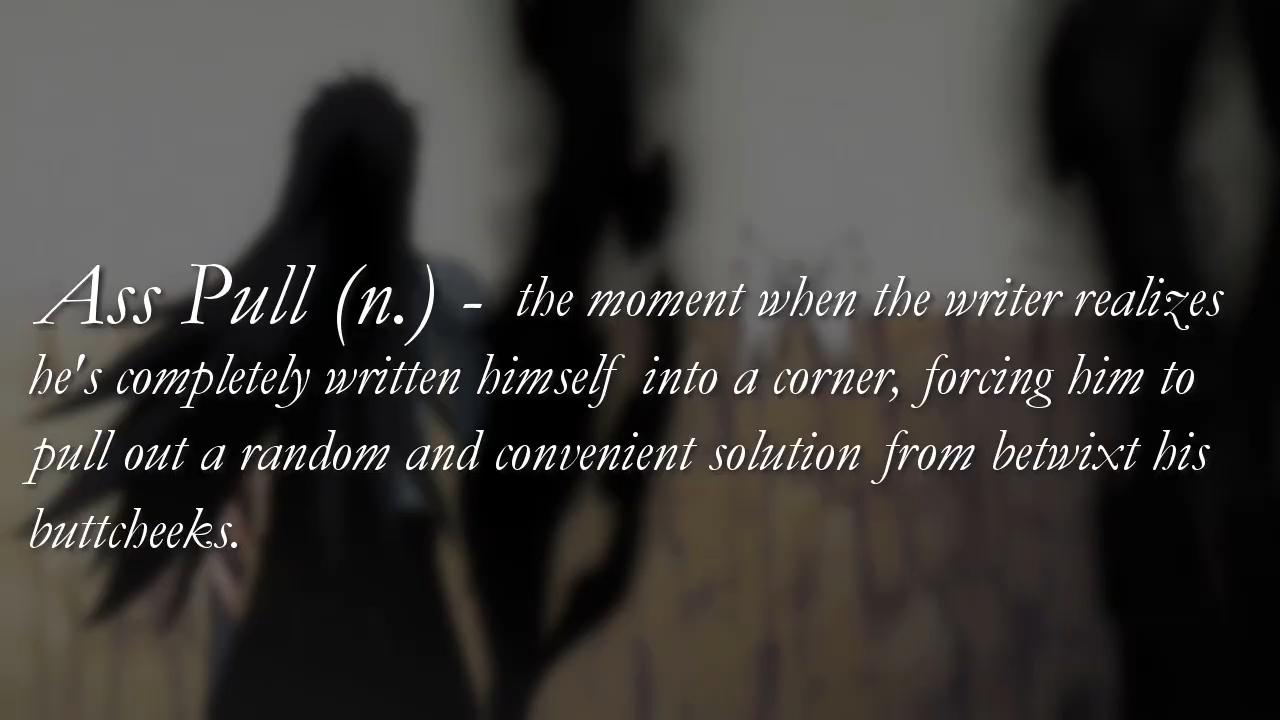 Ass Pull (n.) - the moment when the writer realizes
he's completely written himself into a corner, forcing him to
pull out a random and convenient solution from betwixt his
buttcheeks.